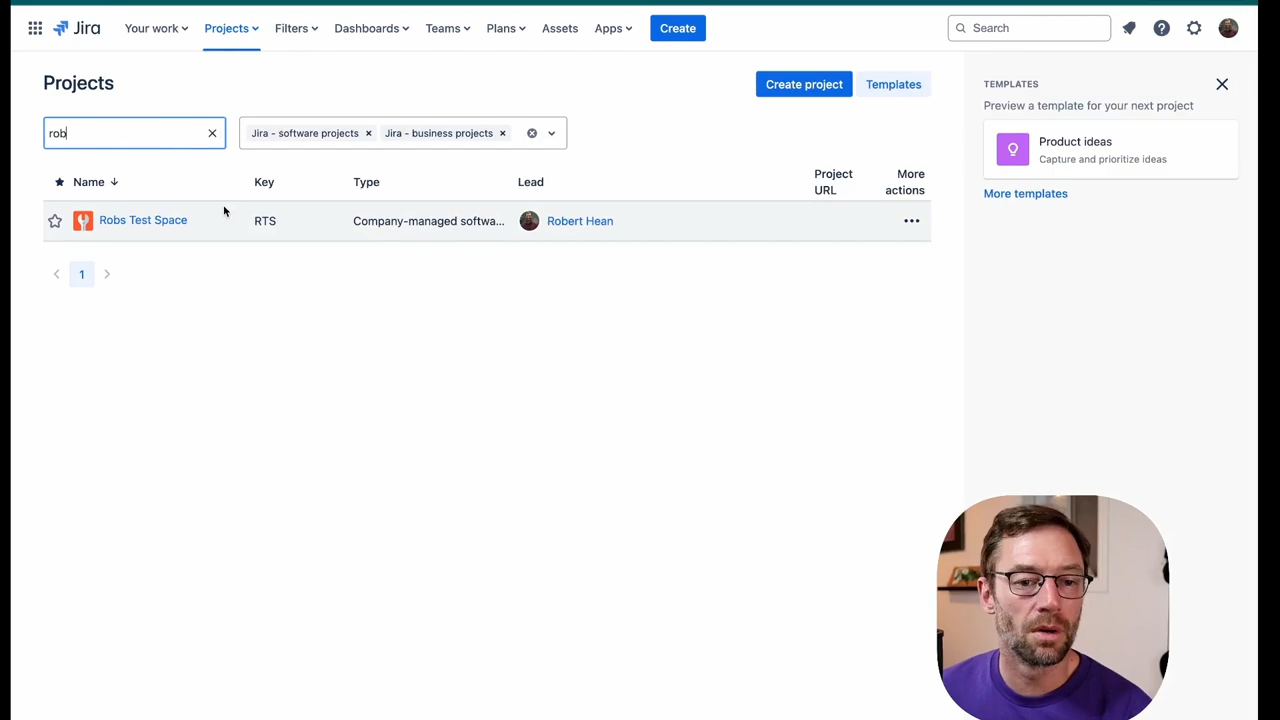 Jira Your work Projects Filters Dashboards Teams Plans Assets Apps Create Search
Projects
Create project Templates
rob
Jira - software projects Jira - business projects
Name Key Type Lead Project URL More actions
Robs Test Space RTS Company-managed softwa... Robert Hean
1
TEMPLATES
Preview a template for your next project
Product ideas
Capture and prioritize ideas
More templates